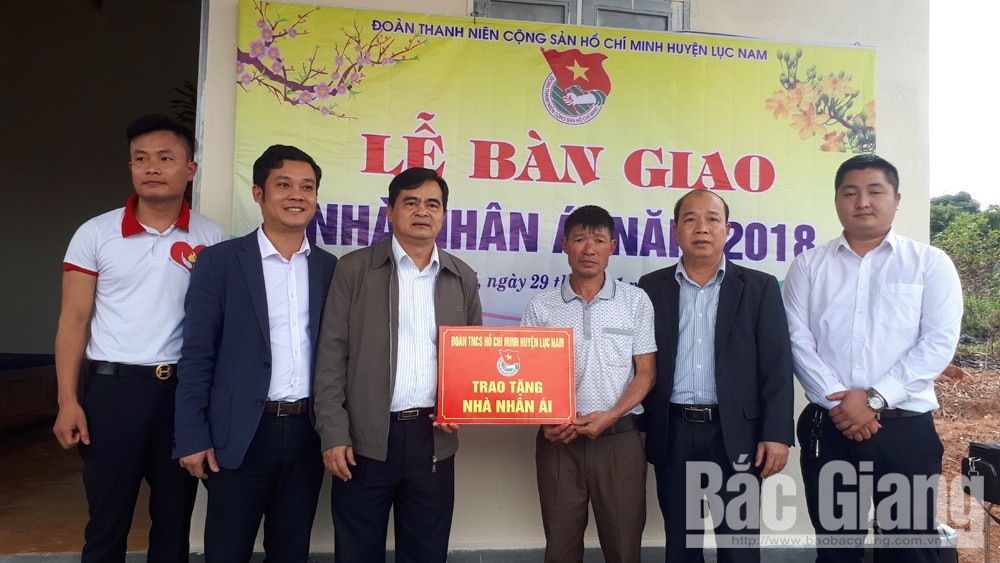 ĐOÀN THANH NIÊN CỘNG SẢN HỒ CHÍ MINH HUYỆN LỤC NAM
LỄ BÀN GIAO
NHÀ NHÂN NĂM 2018
ngày 29
ĐOÀN TNCS HỒ CHÍ MINH HUYỆN LỤC NAM
TRAO TẶNG
NHÀ NHÂN ÁI
Bắc Giang
http://www.baobacgiang.com.vn